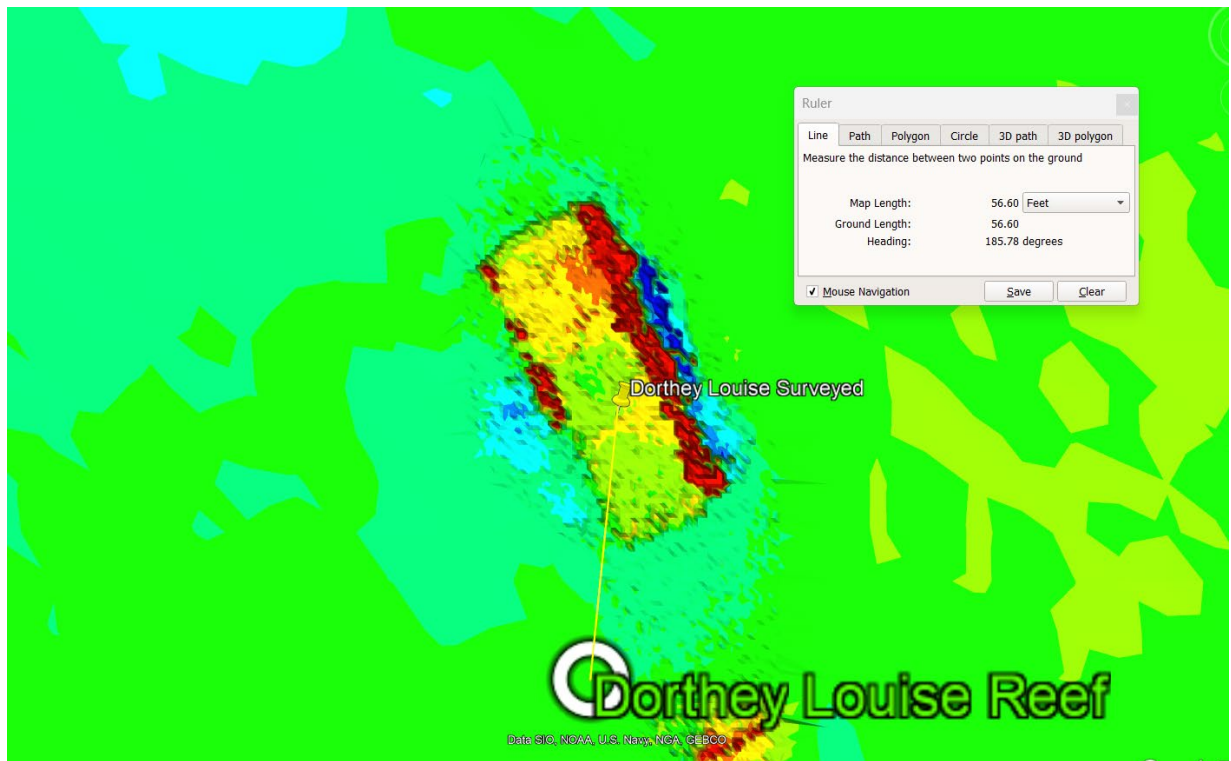 Ruler
Line Path Polygon Circle 3D path 3D polygon
Measure the distance between two points on the ground
Map Length: 56.60 Feet
Ground Length: 56.60
Heading: 185.78 degrees
Mouse Navigation Save Clear
Dorthey Louise Surveyed
Dorthey Louise Reef
Data SIO, NOAA, U.S. Navy, NGA, GEBCO